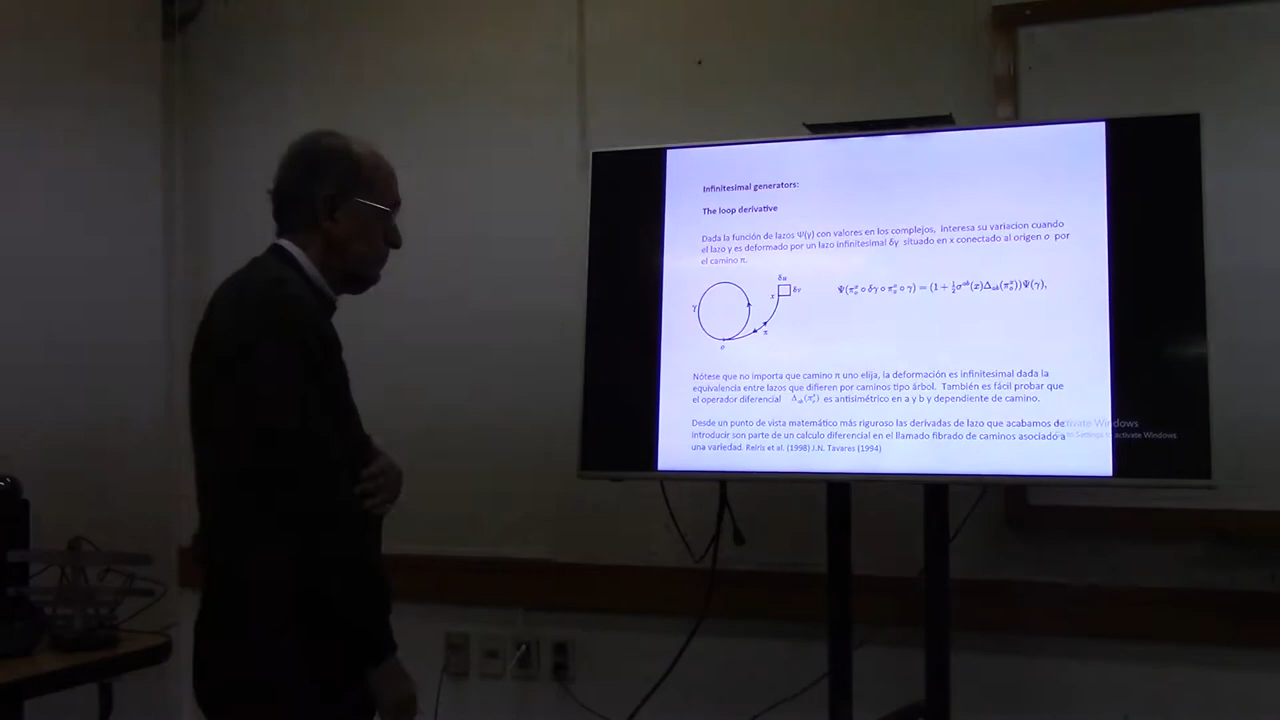 Infinitesimal generators:
The loop derivative
Dada la función de lazos Ψ(γ) con valores en los complejos, interesa su variacion cuando
el lazo γ es deformado por un lazo infinitesimal δγ situado en x conectado al origen o por
el camino π.
δu
δγ
x
γ
π
o
Ψ(π_o^x ∘ δγ ∘ π_x^o ∘ γ) = (1 + ½σ^{ab}(x)Δ_{ab}(π_o^x))Ψ(γ),
Nótese que no importa que camino π uno elija, la deformación es infinitesimal dada la
equivalencia entre lazos que difieren por caminos tipo árbol. También es fácil probar que
el operador diferencial Δ_{ab}(π_o^x) es antisimétrico en a y b y dependiente de camino.
Desde un punto de vista matemático más riguroso las derivadas de lazo que acabamos de
introducir son parte de un calculo diferencial en el llamado fibrado de caminos asociado a
una variedad. Reiris et al. (1998) J.N. Tavares (1994)
tivate Windows
Settings to activate Windows.